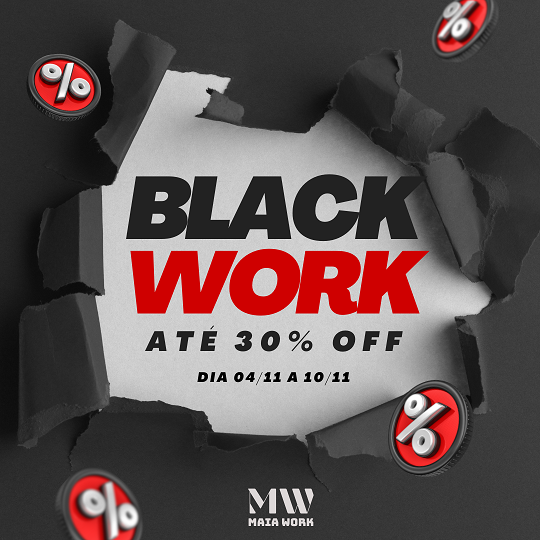 BLACK
WORK
ATÉ 30% OFF
DIA 04/11 A 10/11
MW
MAIA WORK
%
%
%
%